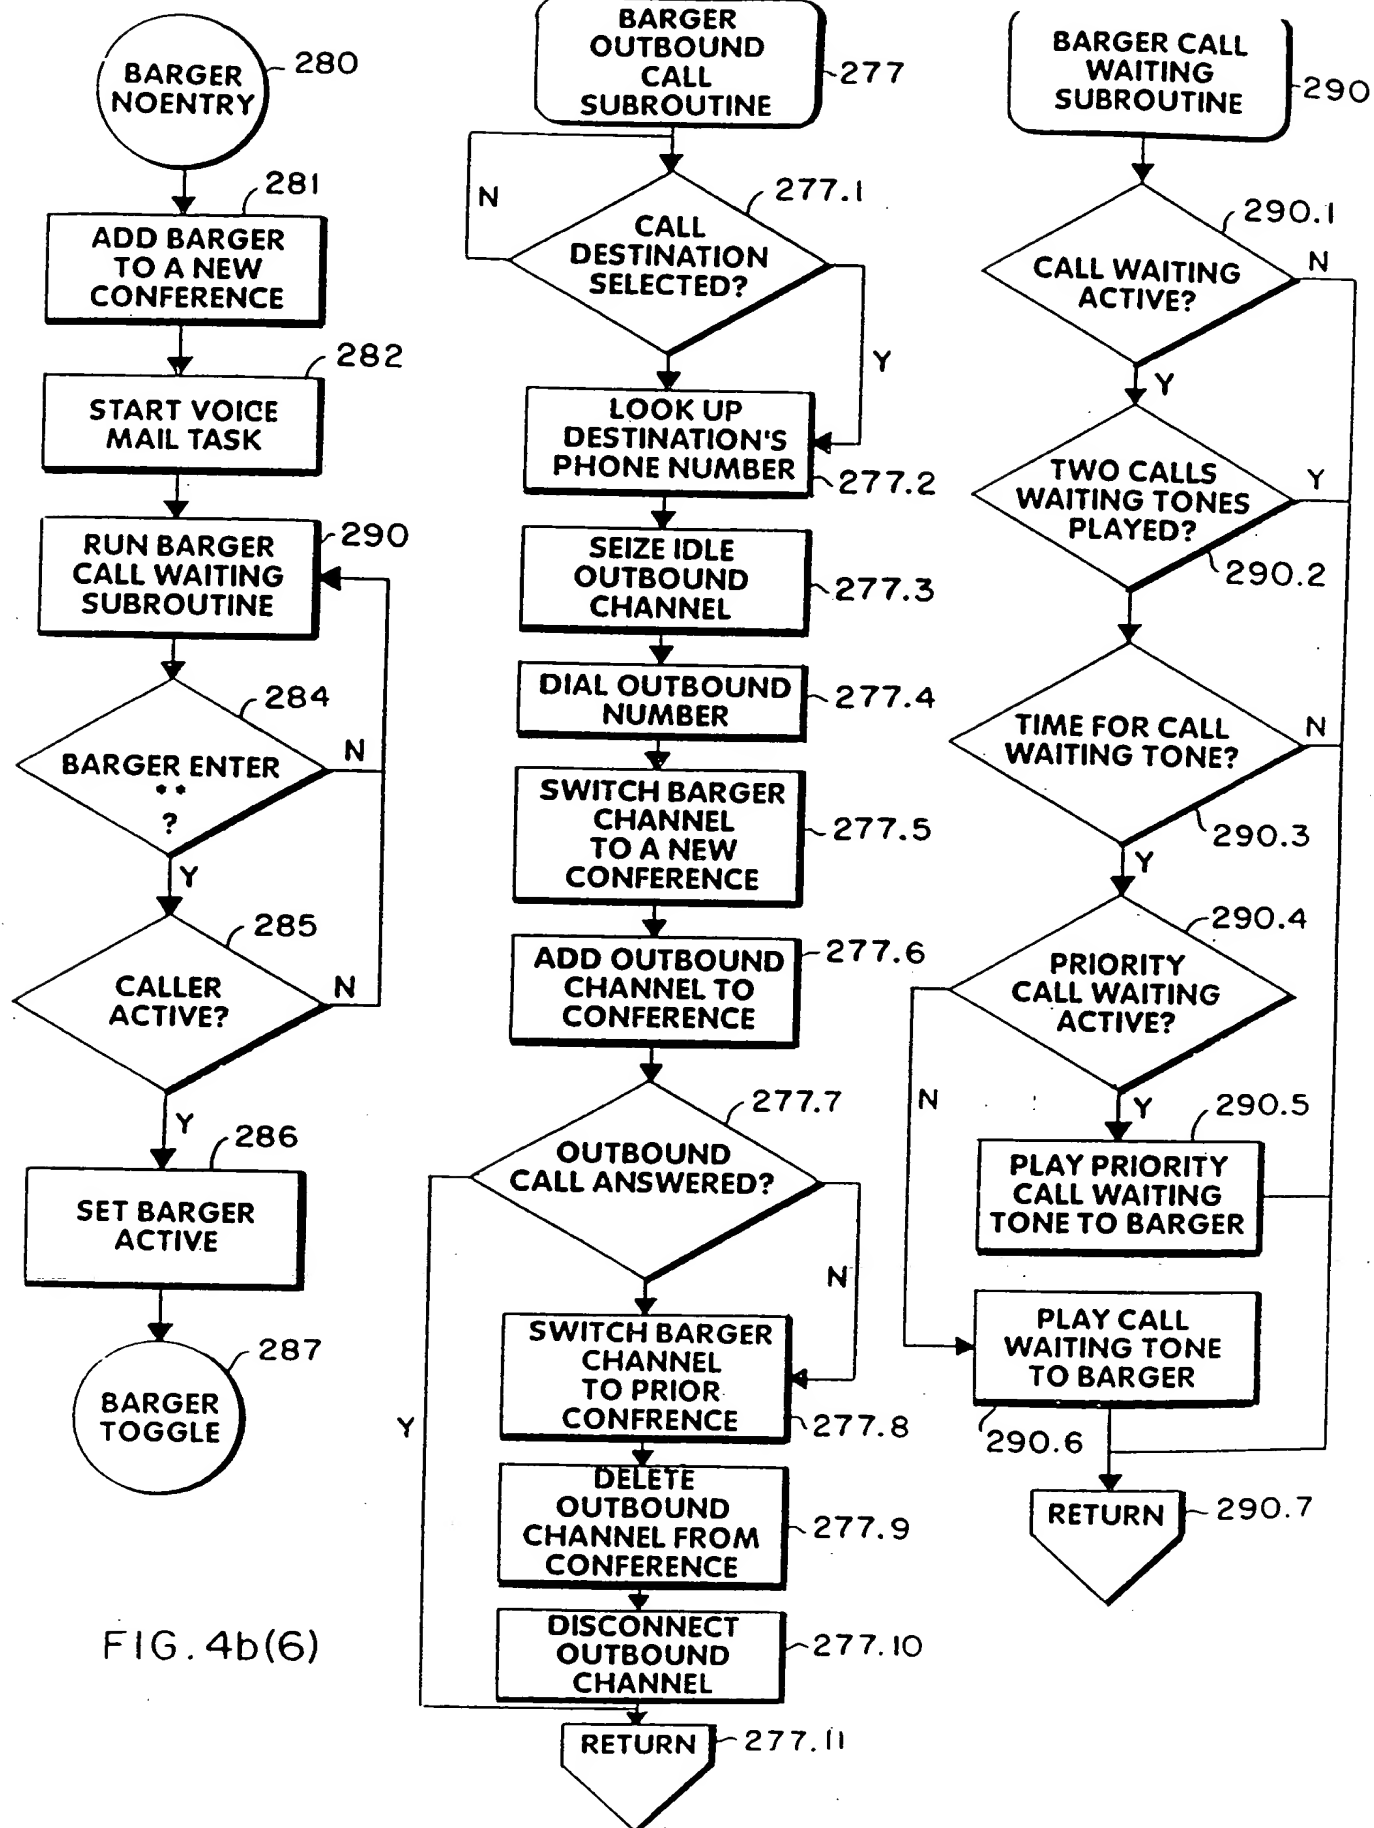 BARGER
NOENTRY
280
281
ADD BARGER
TO A NEW
CONFERENCE
282
START VOICE
MAIL TASK
RUN BARGER
CALL WAITING
SUBROUTINE
290
284
BARGER ENTER
**
?
N
Y
285
CALLER
ACTIVE?
N
Y
286
SET BARGER
ACTIVE
287
BARGER
TOGGLE
FIG. 4b(6)
BARGER
OUTBOUND
CALL
SUBROUTINE
277
N
277.1
CALL
DESTINATION
SELECTED?
Y
LOOK UP
DESTINATION'S
PHONE NUMBER
277.2
SEIZE IDLE
OUTBOUND
CHANNEL
277.3
DIAL OUTBOUND
NUMBER
277.4
SWITCH BARGER
CHANNEL
TO A NEW
CONFERENCE
277.5
ADD OUTBOUND
CHANNEL TO
CONFERENCE
277.6
277.7
OUTBOUND
CALL ANSWERED?
N
Y
SWITCH BARGER
CHANNEL
TO PRIOR
CONFRENCE
277.8
DELETE
OUTBOUND
CHANNEL FROM
CONFERENCE
277.9
DISCONNECT
OUTBOUND
CHANNEL
277.10
RETURN
277.11
BARGER CALL
WAITING
SUBROUTINE
290
290.1
CALL WAITING
ACTIVE?
N
Y
TWO CALLS
WAITING TONES
PLAYED?
Y
290.2
TIME FOR CALL
WAITING TONE?
N
290.3
Y
290.4
PRIORITY
CALL WAITING
ACTIVE?
N
Y
290.5
PLAY PRIORITY
CALL WAITING
TONE TO BARGER
PLAY CALL
WAITING TONE
TO BARGER
290.6
RETURN
290.7